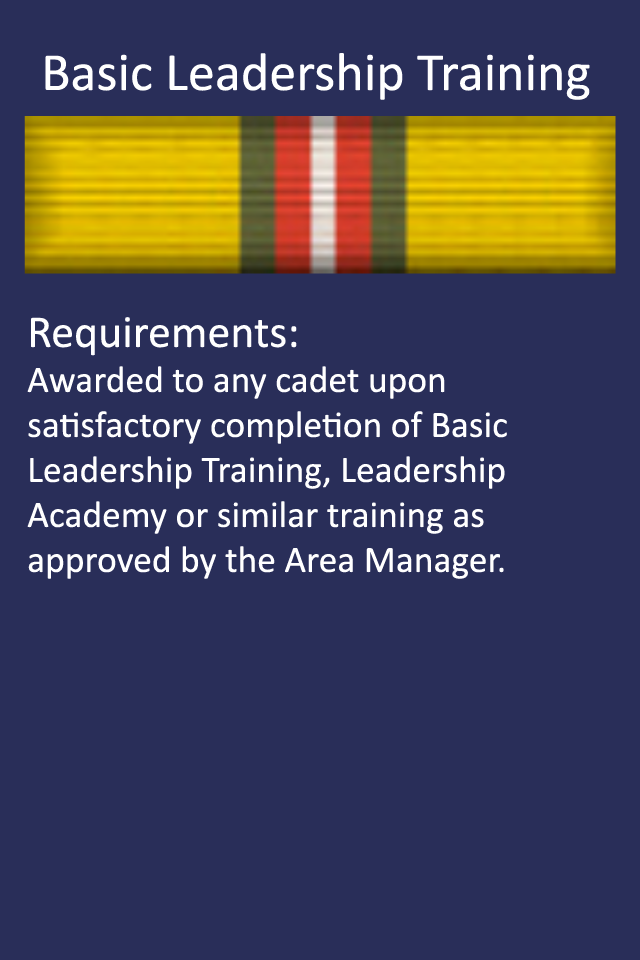 Basic Leadership Training
Requirements:
Awarded to any cadet upon
satisfactory completion of Basic
Leadership Training, Leadership
Academy or similar training as
approved by the Area Manager.